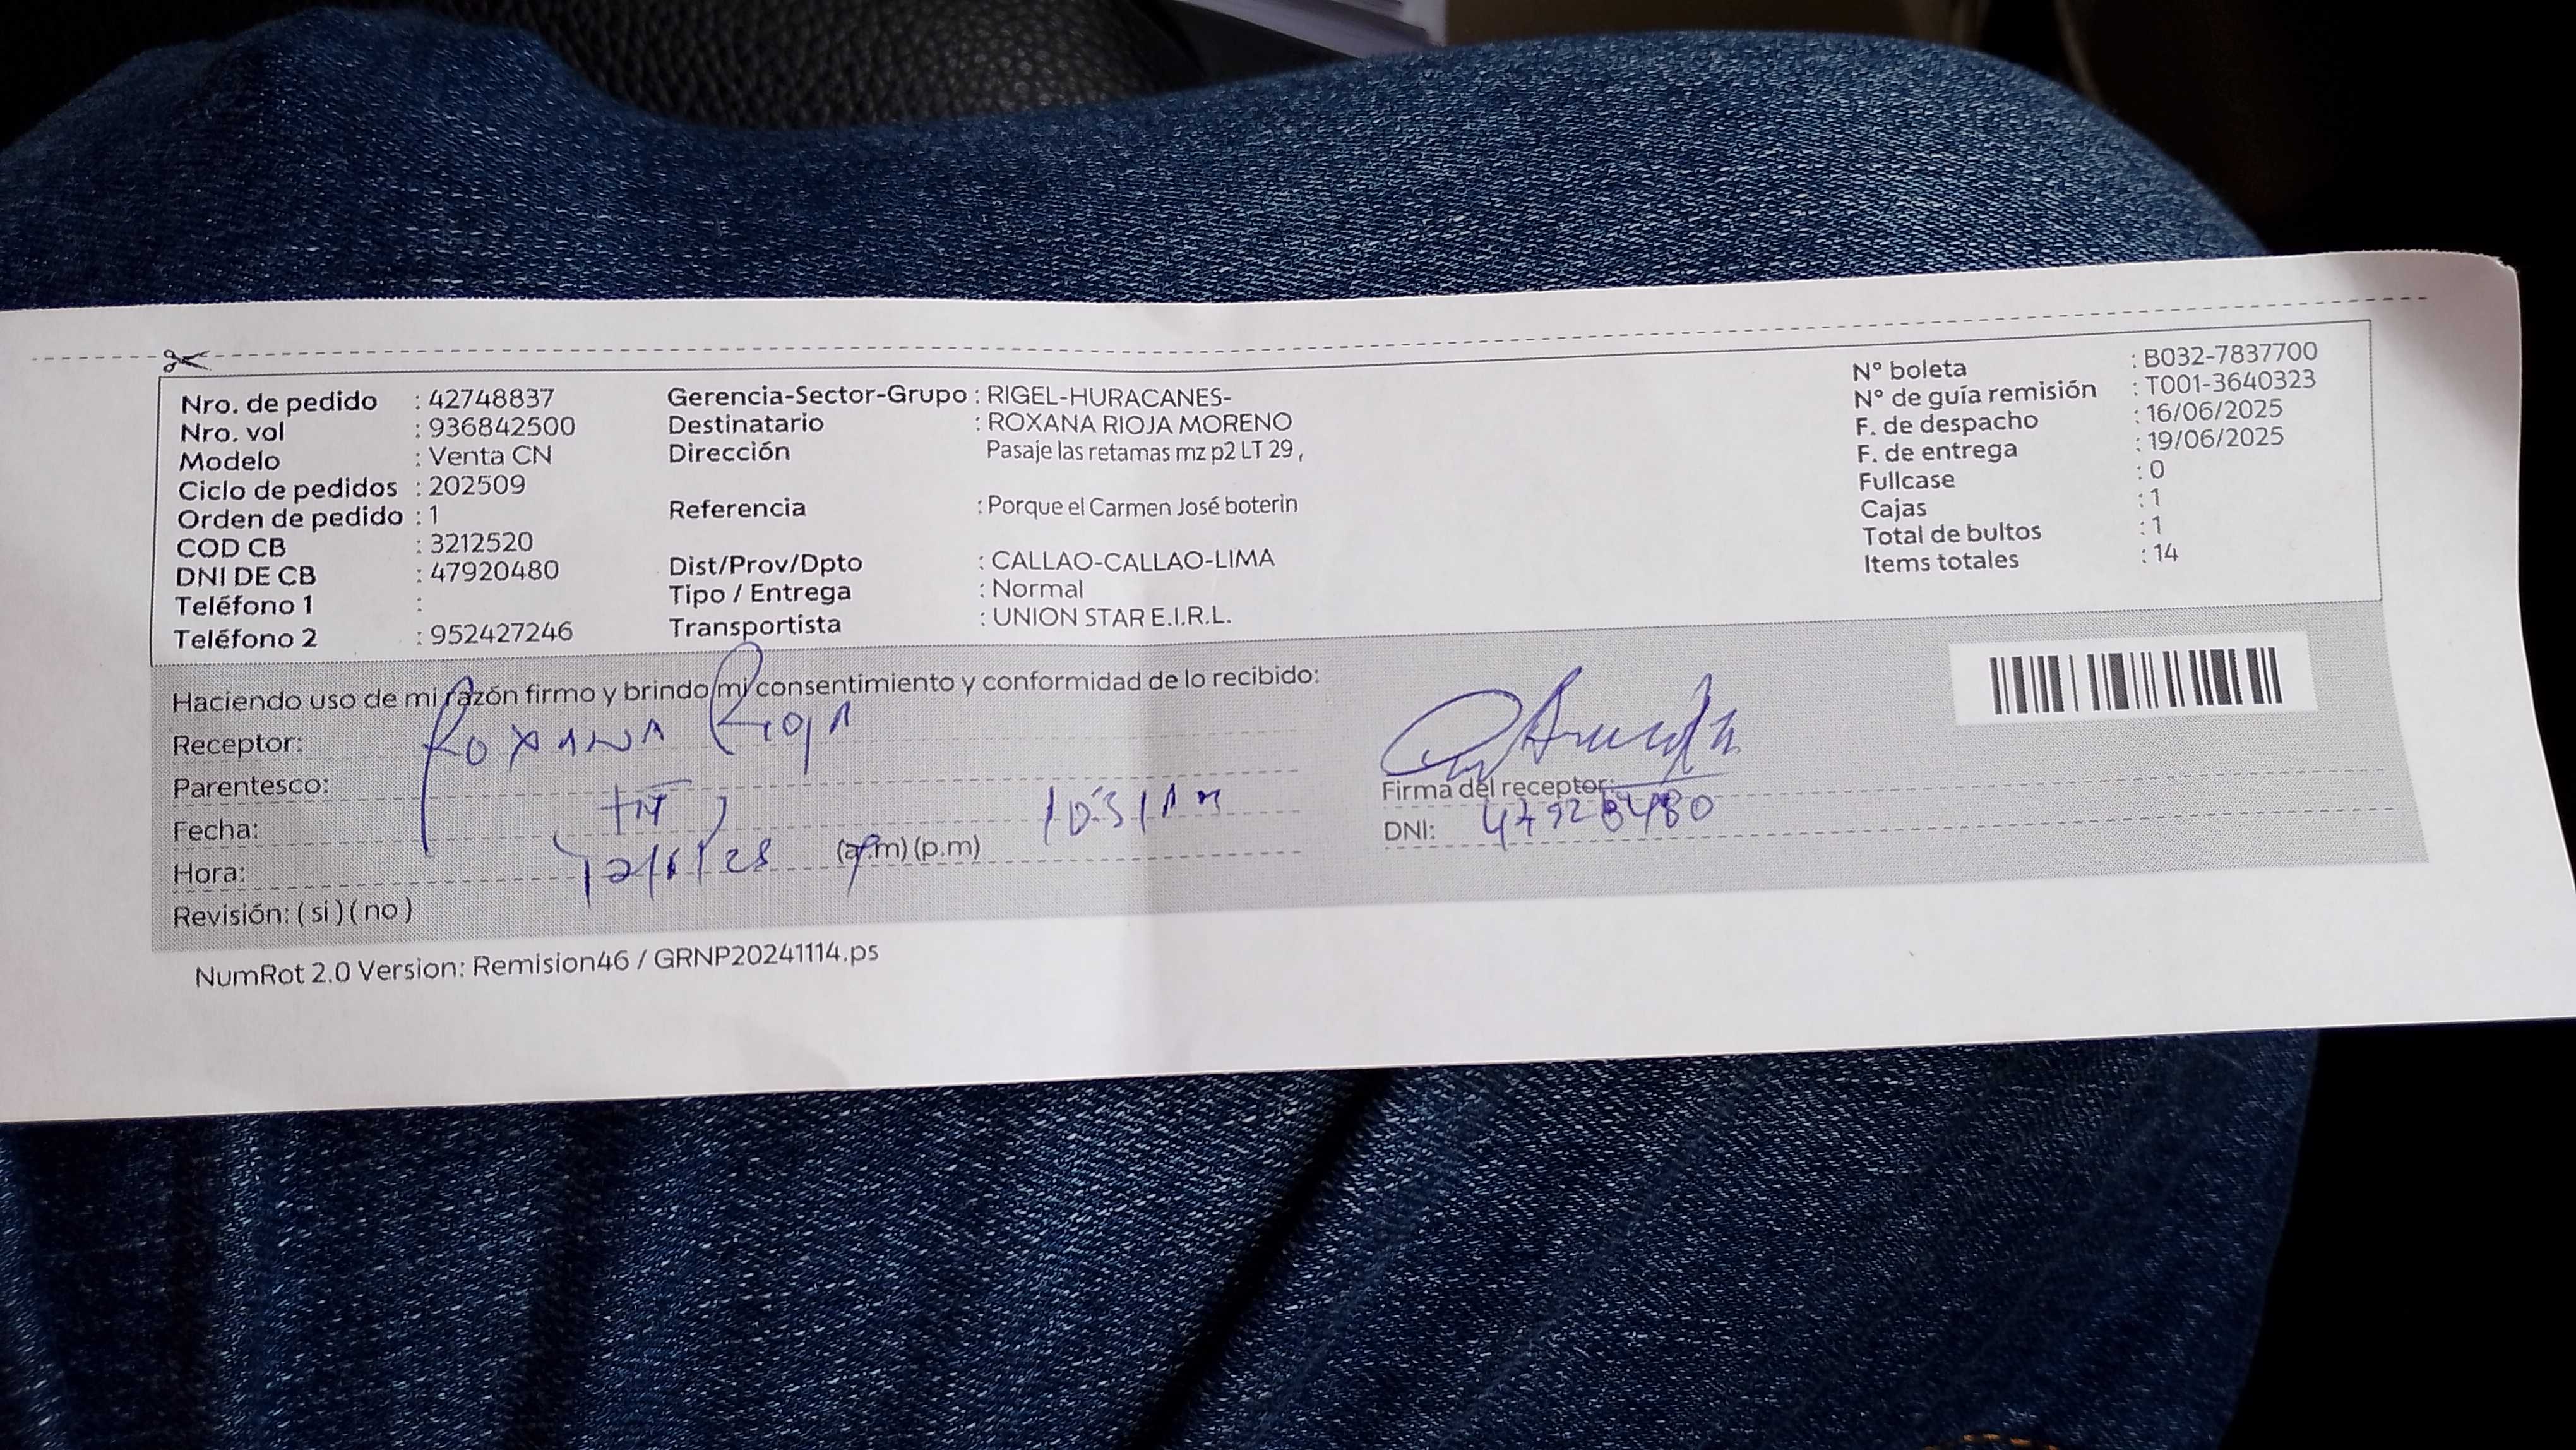 Nro. de pedido : 42748837
Nro. vol : 936842500
Modelo : Venta CN
Ciclo de pedidos : 202509
Orden de pedido : 1
COD CB : 3212520
DNI DE CB : 47920480
Teléfono 1 :
Teléfono 2 : 952427246
Gerencia-Sector-Grupo : RIGEL-HURACANES-
Destinatario : ROXANA RIOJA MORENO
Dirección Pasaje las retamas mz p2 LT 29 ,
Referencia : Porque el Carmen José boterin
Dist/Prov/Dpto : CALLAO-CALLAO-LIMA
Tipo / Entrega : Normal
Transportista : UNION STAR E.I.R.L.
N° boleta : B032-7837700
N° de guía remisión : T001-3640323
F. de despacho : 16/06/2025
F. de entrega : 19/06/2025
Fullcase : 0
Cajas : 1
Total de bultos : 1
Items totales : 14
Haciendo uso de mi razón firmo y brindo mi consentimiento y conformidad de lo recibido:
Receptor: ROXANA Rioja
Parentesco:
Fecha:
Hora: (a.m) (p.m)
Revisión: ( si ) ( no )
Firma del receptor:
DNI:
NumRot 2.0 Version: Remision46 / GRNP20241114.ps